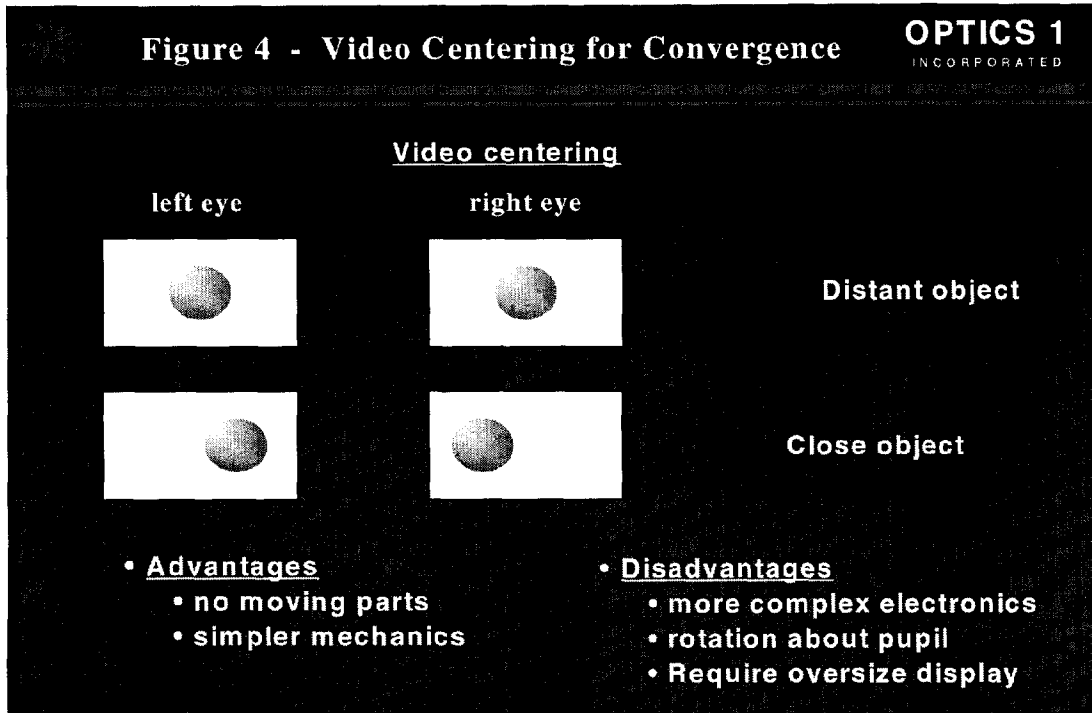 Figure 4 - Video Centering for Convergence
OPTICS 1
INCORPORATED
Video centering
left eye
right eye
Distant object
Close object
• Advantages
• no moving parts
• simpler mechanics
• Disadvantages
• more complex electronics
• rotation about pupil
• Require oversize display